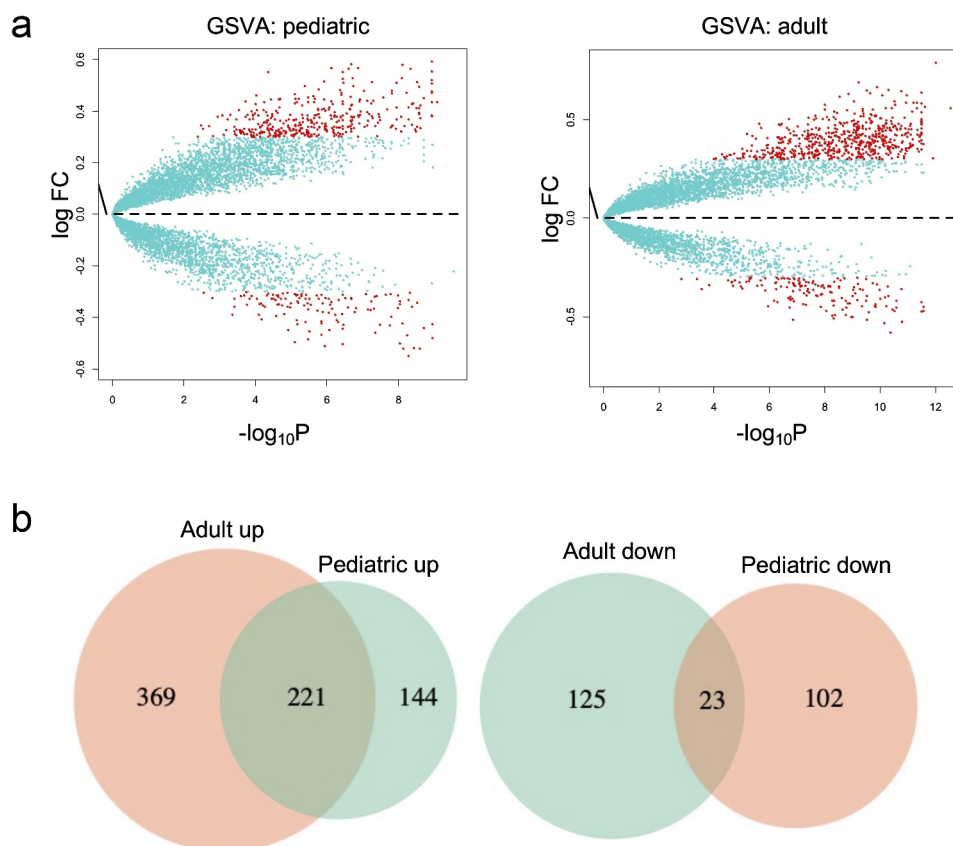 a
GSVA: pediatric
GSVA: adult
log FC
0.6
0.4
0.2
0.0
-0.2
-0.4
-0.6
0 2 4 6 8
-log₁₀P
log FC
0.5
0.0
-0.5
0 2 4 6 8 10 12
-log₁₀P
b
Adult up
Pediatric up
369 221 144
Adult down
Pediatric down
125 23 102